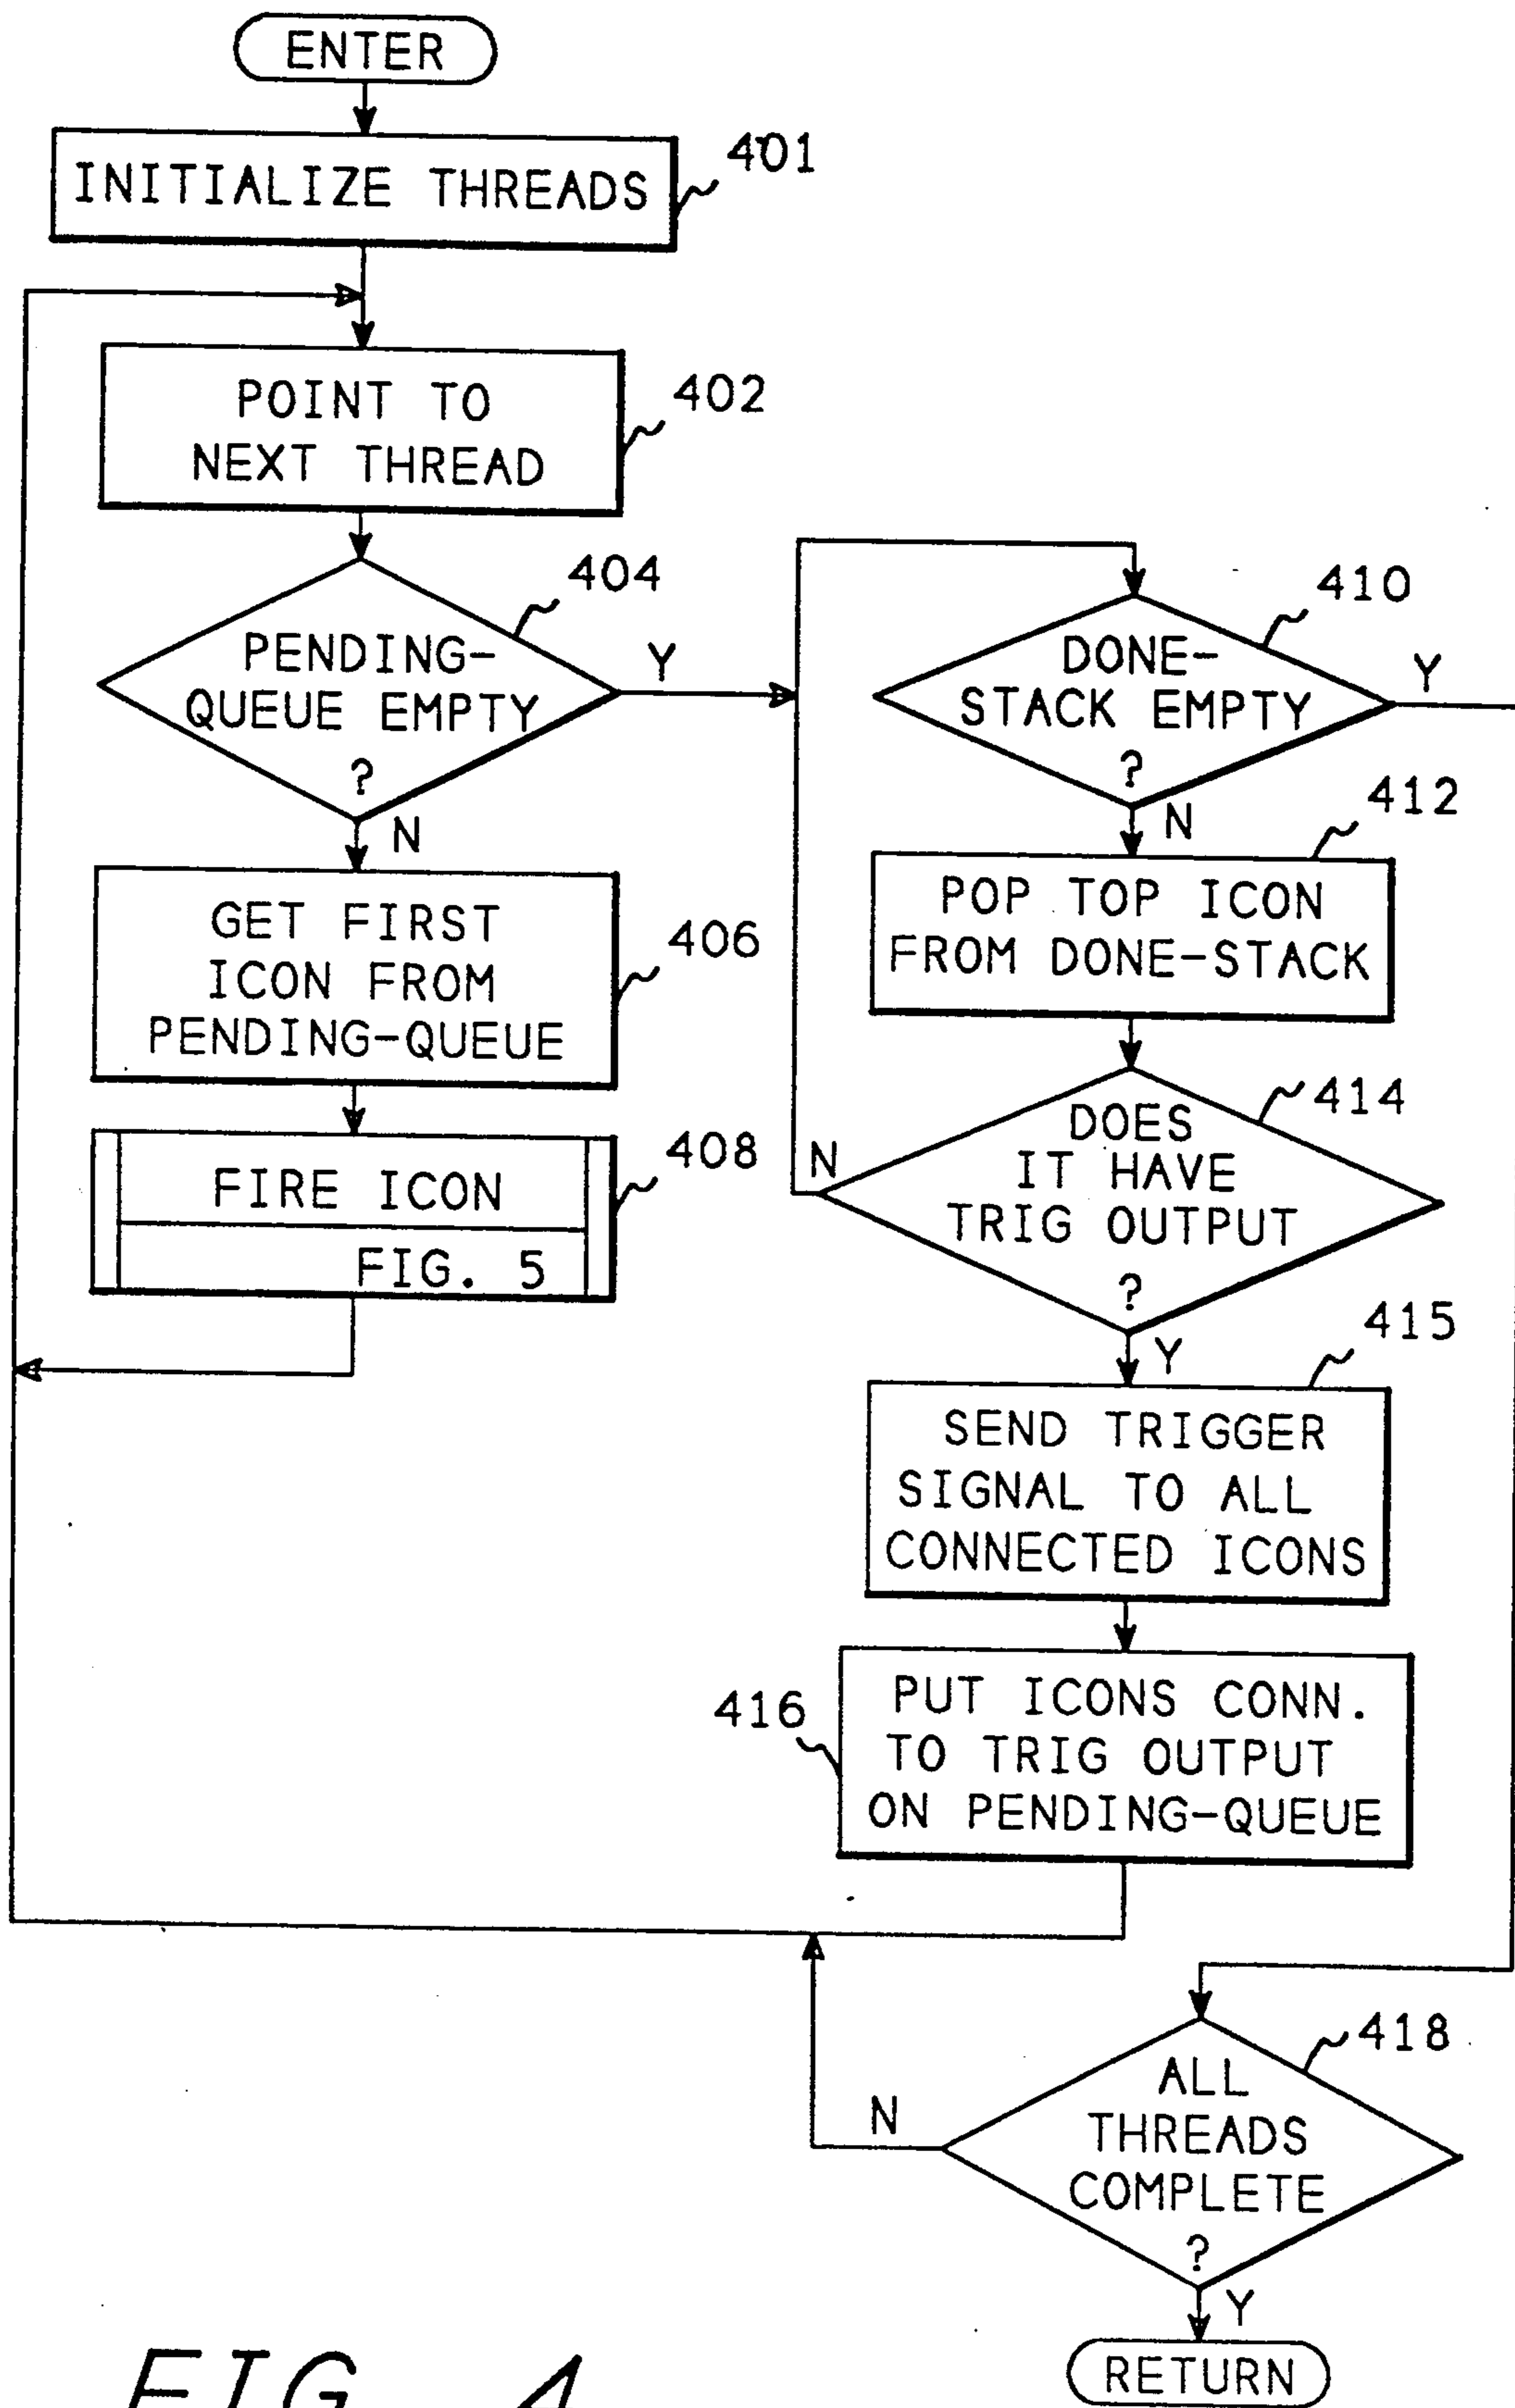 ENTER
INITIALIZE THREADS
401
POINT TO
NEXT THREAD
402
PENDING-
QUEUE EMPTY
?
404
Y
N
GET FIRST
ICON FROM
PENDING-QUEUE
406
FIRE ICON
FIG. 5
408
DONE-
STACK EMPTY
?
410
Y
N
POP TOP ICON
FROM DONE-STACK
412
DOES
IT HAVE
TRIG OUTPUT
?
414
N
Y
SEND TRIGGER
SIGNAL TO ALL
CONNECTED ICONS
415
PUT ICONS CONN.
TO TRIG OUTPUT
ON PENDING-QUEUE
416
ALL
THREADS
COMPLETE
?
418
N
Y
RETURN
FIG. 4